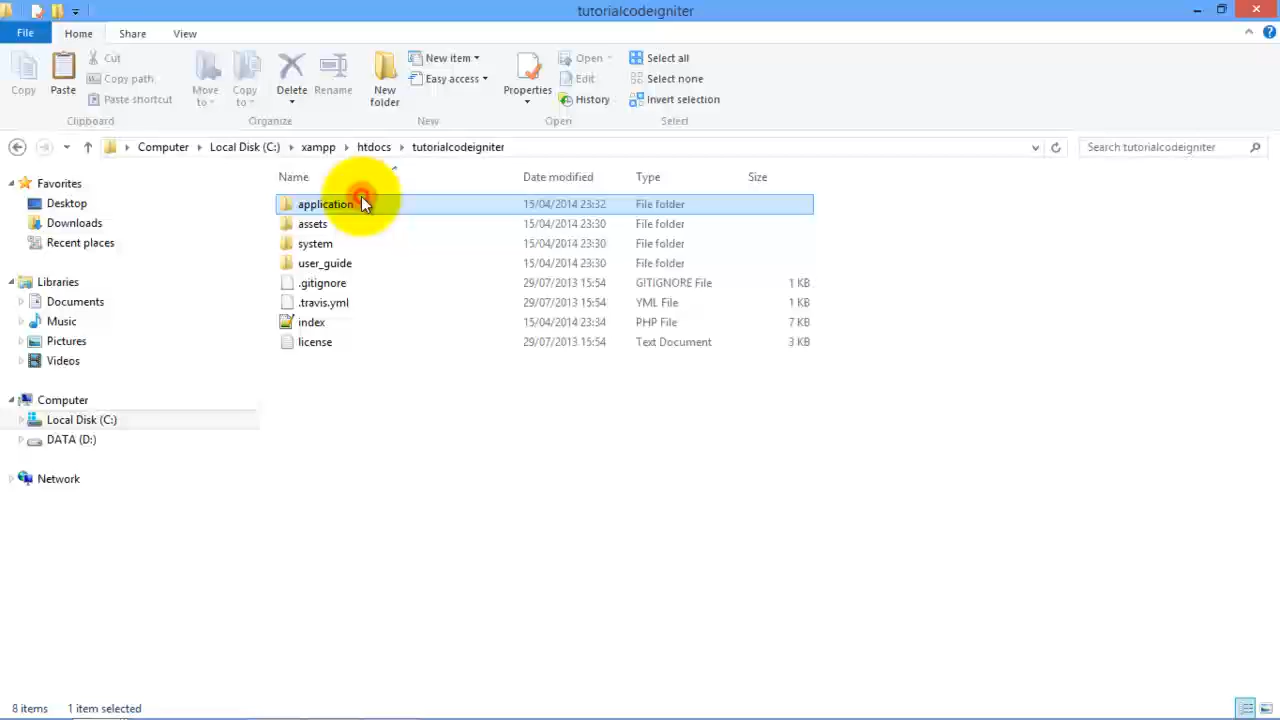 tutorialcodeigniter
File Home Share View
Copy Paste Cut Copy path Paste shortcut Clipboard
Move to Copy to Delete Rename Organize
New folder New item Easy access New
Properties Open Edit History Open
Select all Select none Invert selection Select
Computer Local Disk (C:) xampp htdocs tutorialcodeigniter Search tutorialcodeigniter
Name Date modified Type Size
Favorites
Desktop
Downloads
Recent places
Libraries
Documents
Music
Pictures
Videos
Computer
Local Disk (C:)
DATA (D:)
Network
application 15/04/2014 23:32 File folder
assets 15/04/2014 23:30 File folder
system 15/04/2014 23:30 File folder
user_guide 15/04/2014 23:30 File folder
.gitignore 29/07/2013 15:54 GITIGNORE File 1 KB
.travis.yml 29/07/2013 15:54 YML File 1 KB
index 15/04/2014 23:34 PHP File 7 KB
license 29/07/2013 15:54 Text Document 3 KB
8 items 1 item selected